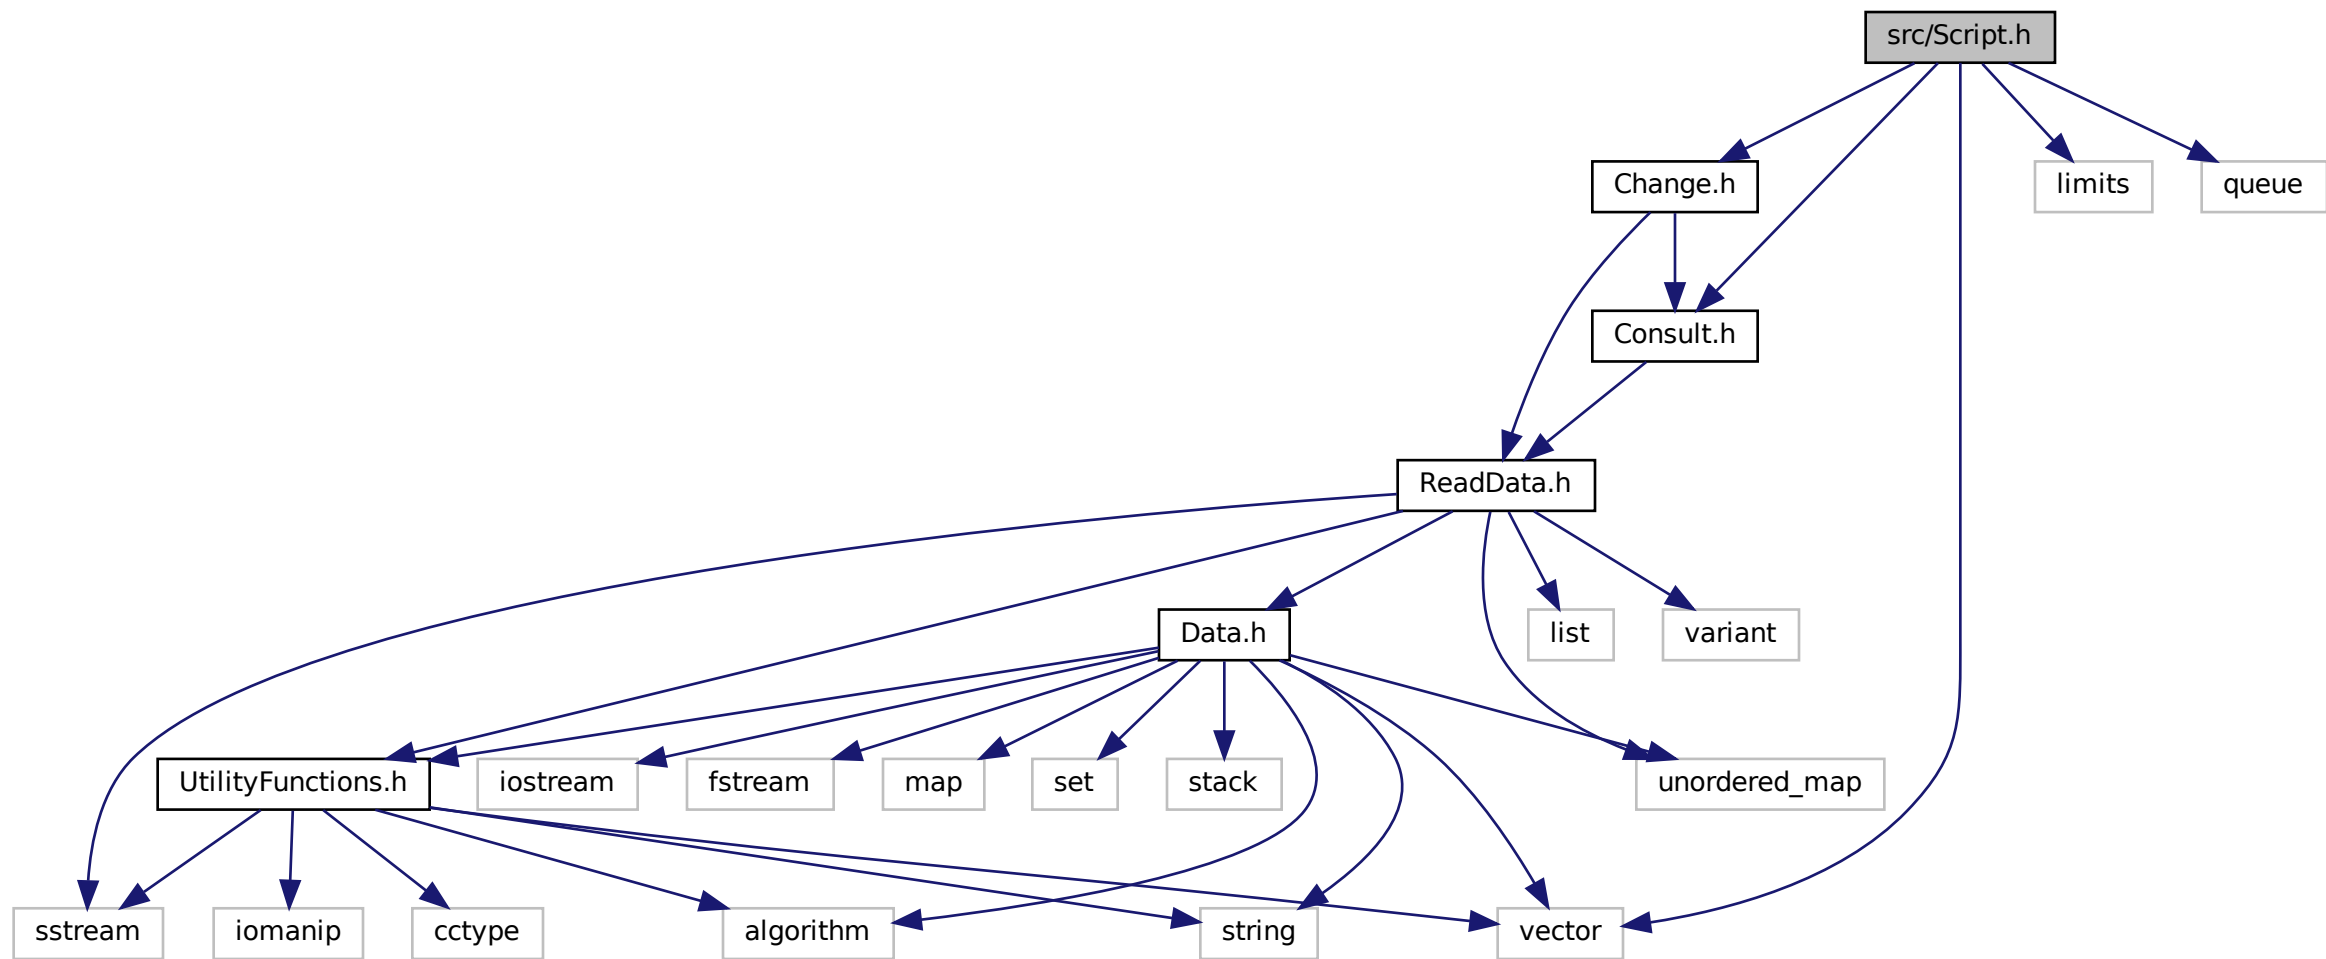 src/Script.h
Change.h
limits
queue
Consult.h
ReadData.h
Data.h
list
variant
UtilityFunctions.h
iostream
fstream
map
set
stack
unordered_map
sstream
iomanip
cctype
algorithm
string
vector